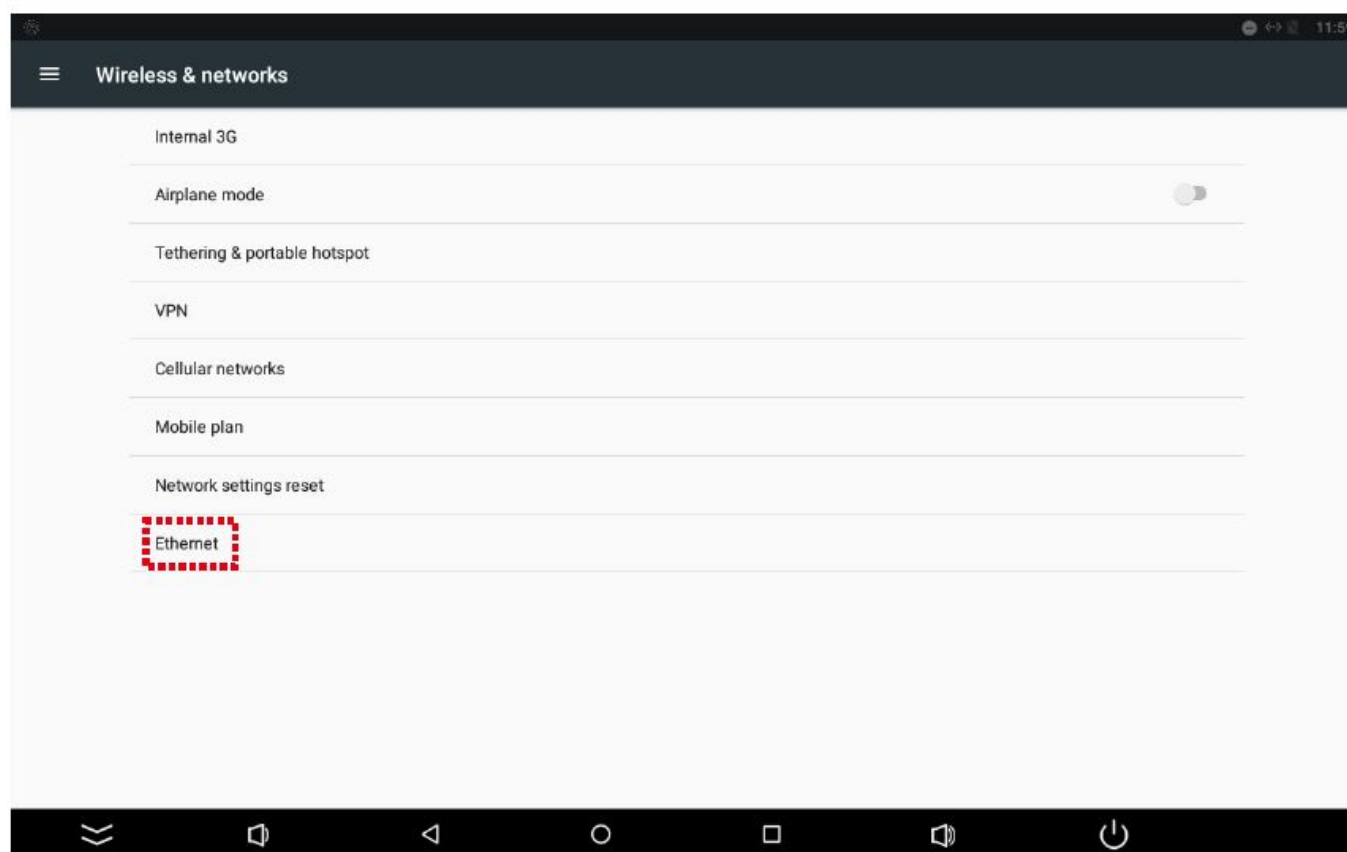 Wireless & networks
Internal 3G
Airplane mode
Tethering & portable hotspot
VPN
Cellular networks
Mobile plan
Network settings reset
Ethernet